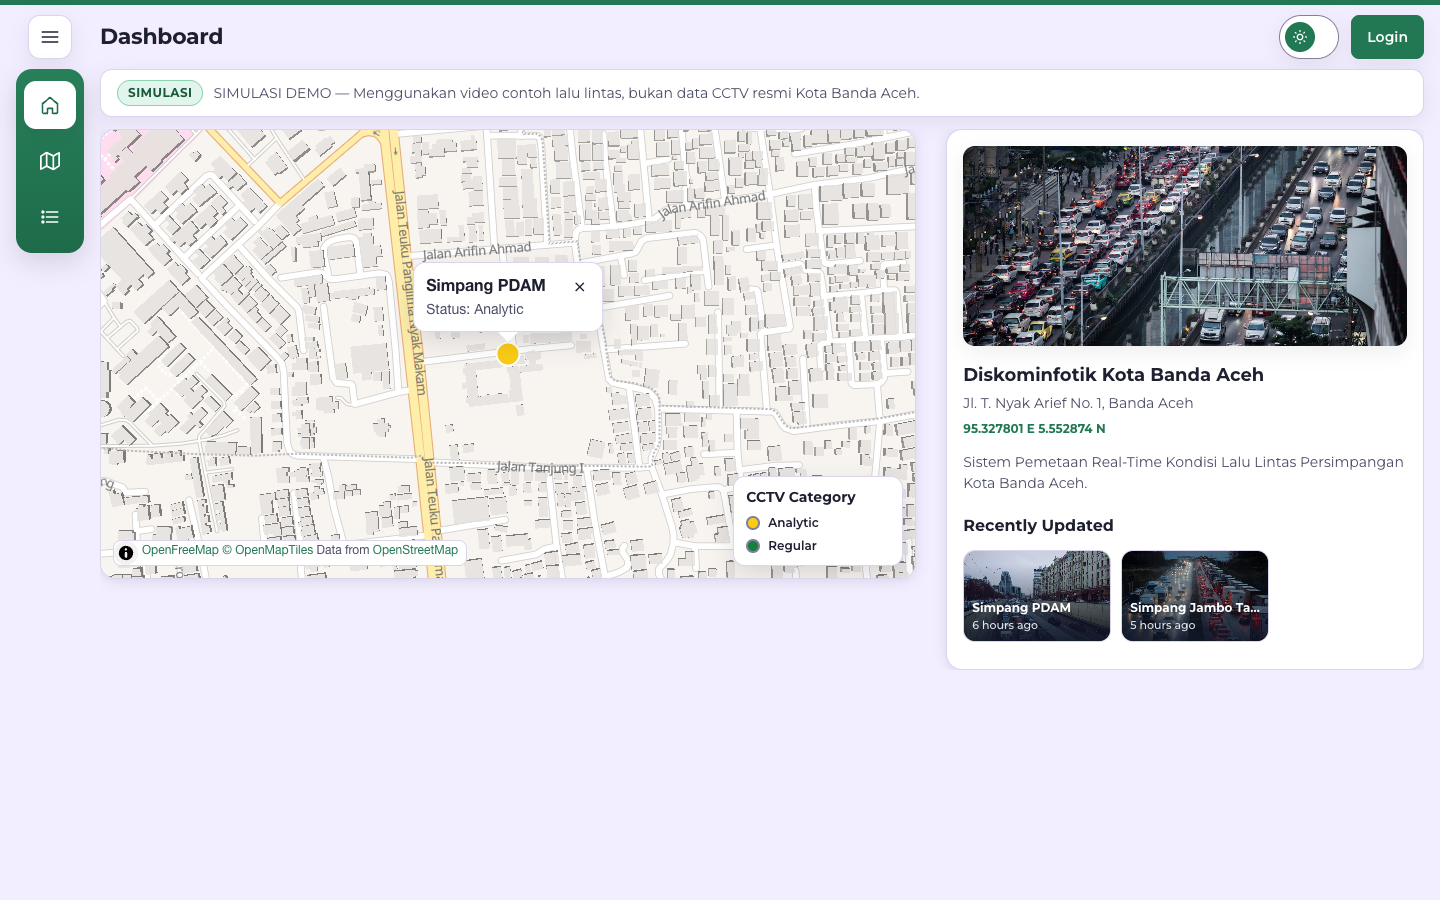 Dashboard
Login
SIMULASI
SIMULASI DEMO — Menggunakan video contoh lalu lintas, bukan data CCTV resmi Kota Banda Aceh.
Jalan Arifin Ahmad
Jalan Arifin Ahmad
Jalan Teuku Panglima Nyak Makam
Simpang PDAM
Status: Analytic
Jalan Tanjung I
Jalan Teuku
CCTV Category
Analytic
Regular
OpenFreeMap © OpenMapTiles Data from OpenStreetMap
Diskominfotik Kota Banda Aceh
Jl. T. Nyak Arief No. 1, Banda Aceh
95.327801 E 5.552874 N
Sistem Pemetaan Real-Time Kondisi Lalu Lintas Persimpangan
Kota Banda Aceh.
Recently Updated
Simpang PDAM
6 hours ago
Simpang Jambo Ta...
5 hours ago